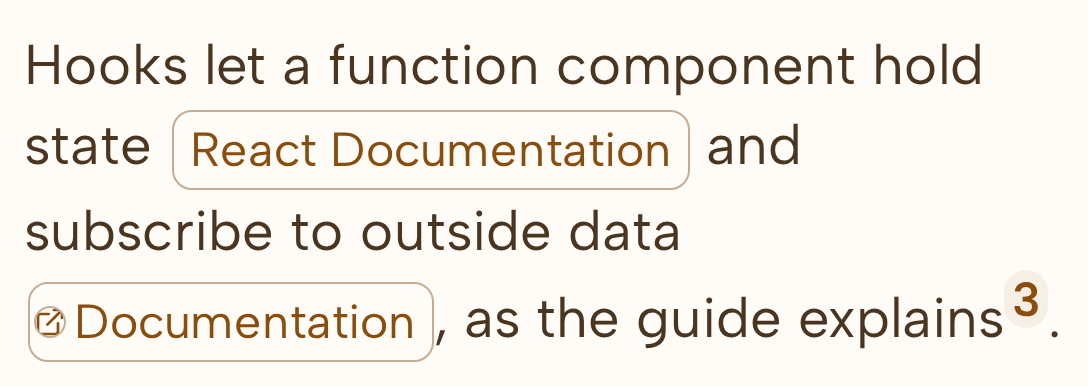 Hooks let a function component hold
state React Documentation and
subscribe to outside data
Documentation, as the guide explains3.